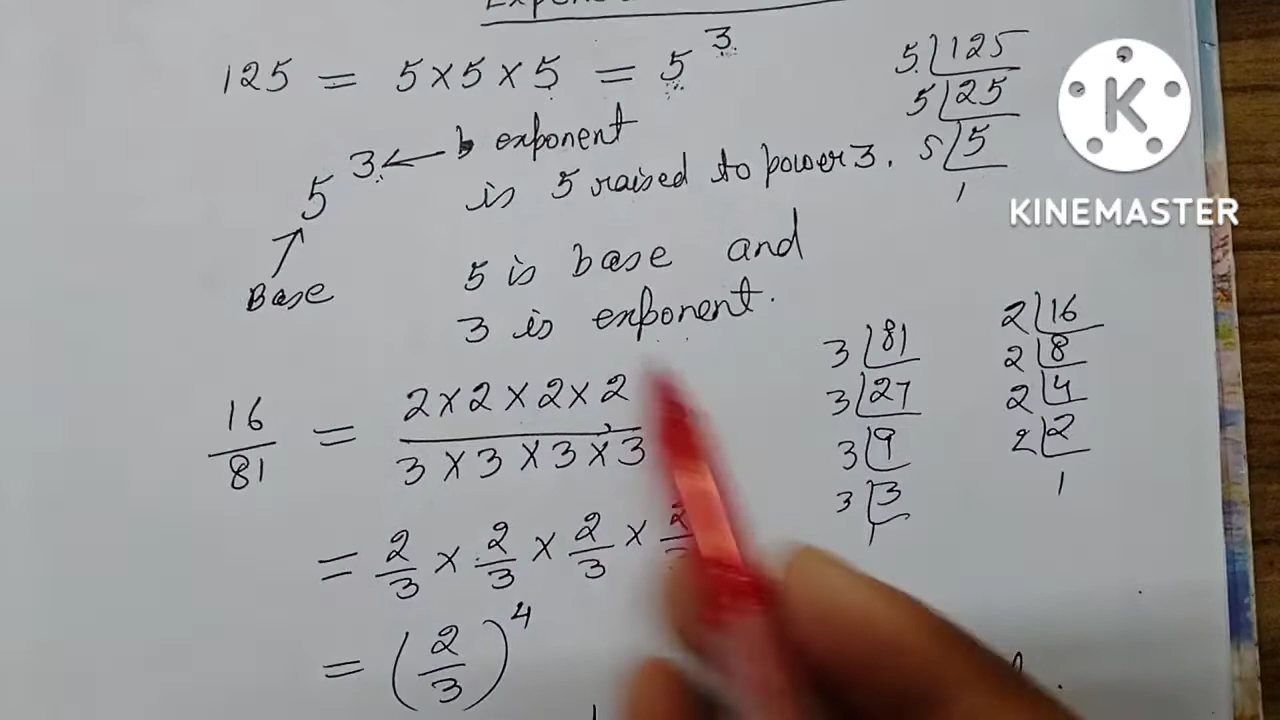 125 = 5×5×5 = 5³
5³ ← exponent
is 5 raised to power 3.
Base
5 is base and
3 is exponent.
5 125
5 25
5 5
1
KINEMASTER
16/81 = 2×2×2×2 / 3×3×3×3
= 2/3 × 2/3 × 2/3 × 2
= (2/3)⁴
3 81
3 27
3 9
3 3
1
2 16
2 8
2 4
2 2
1